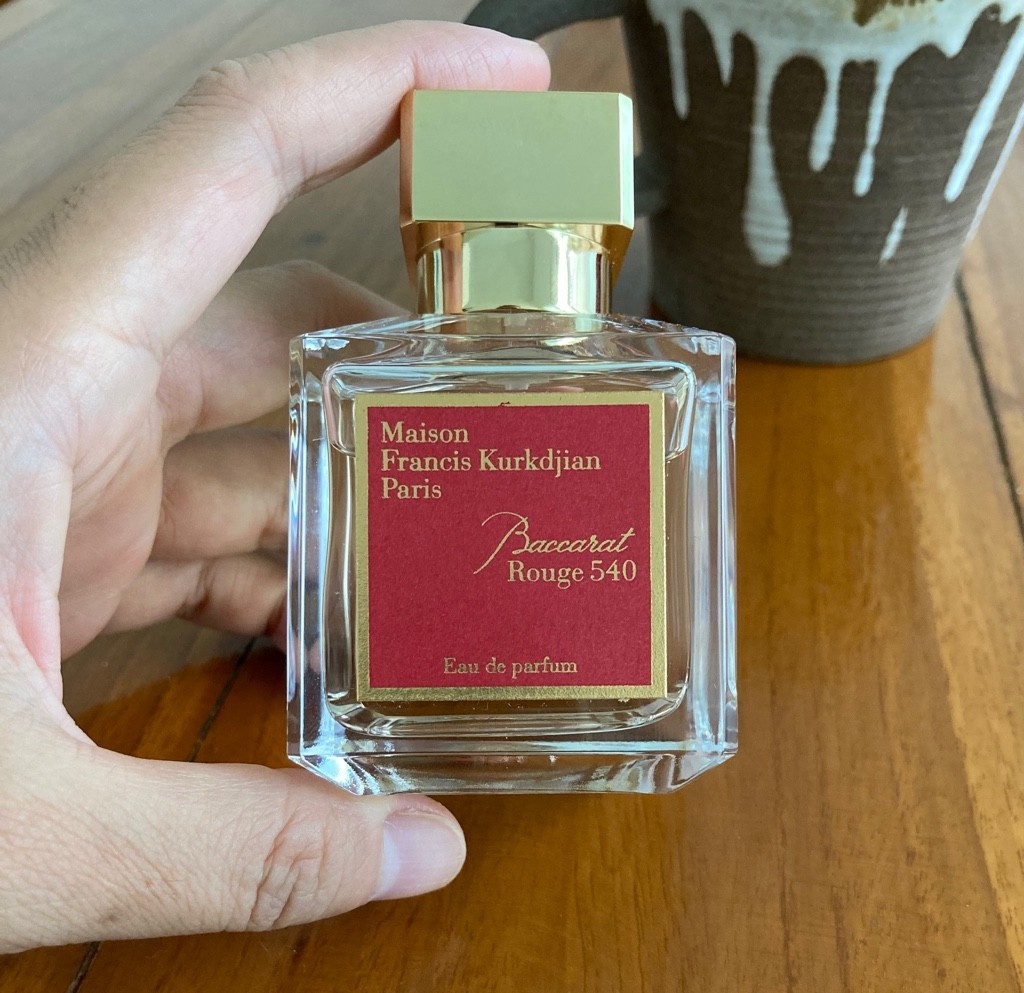 Maison
Francis Kurkdjian
Paris
Baccarat
Rouge 540
Eau de parfum